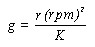 g = r (rpm)² / K